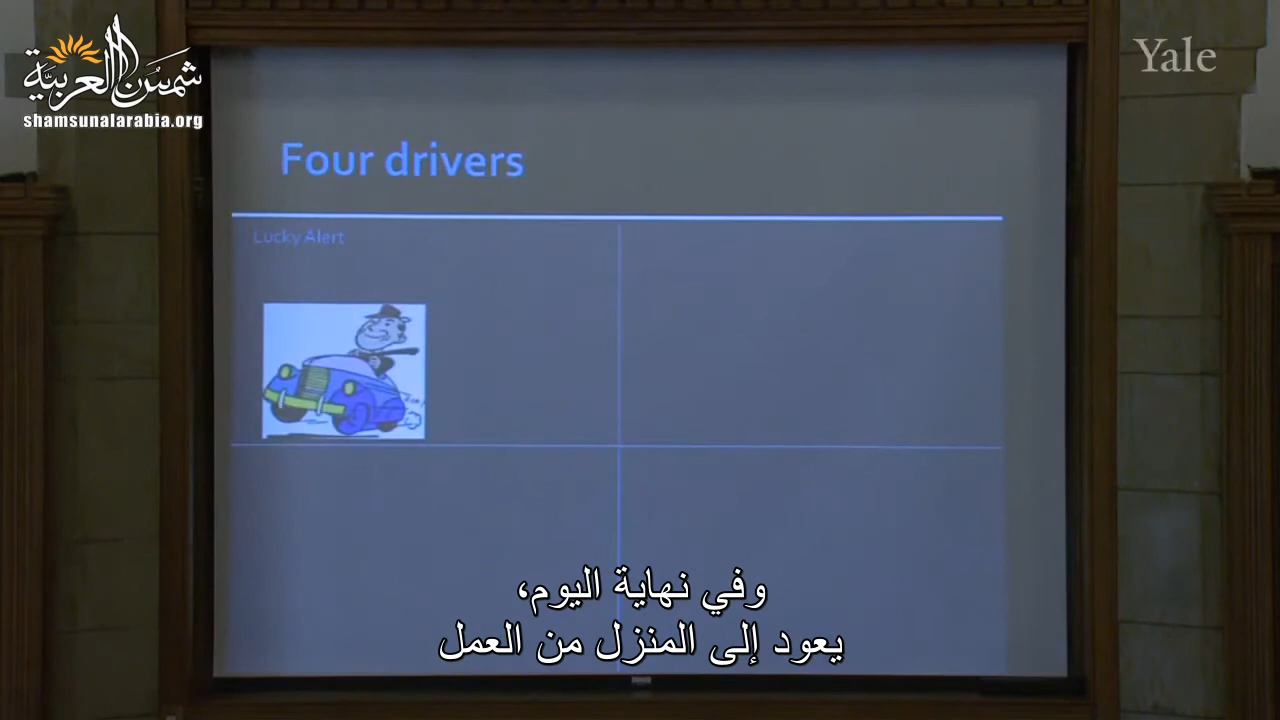 شمس العربية
shamsunalarabia.org
Yale
Four drivers
Lucky Alert
وفي نهاية اليوم،
يعود إلى المنزل من العمل